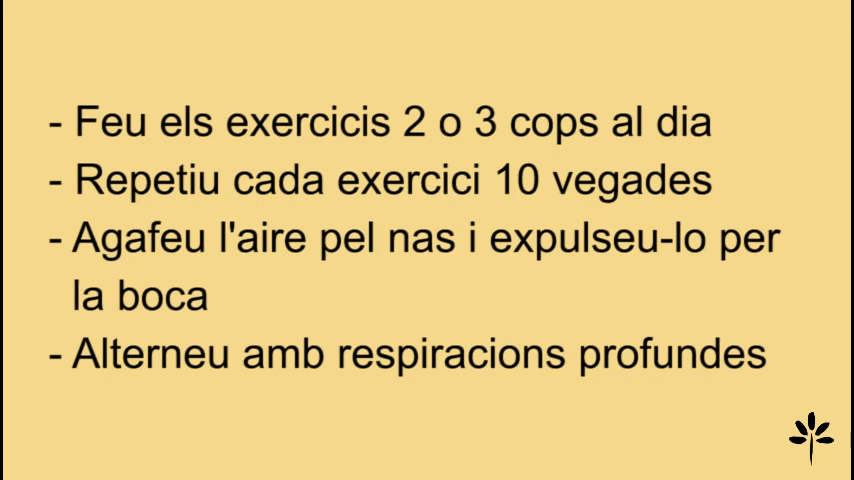 - Feu els exercicis 2 o 3 cops al dia
- Repetiu cada exercici 10 vegades
- Agafeu l'aire pel nas i expulseu-lo per
la boca
- Alterneu amb respiracions profundes